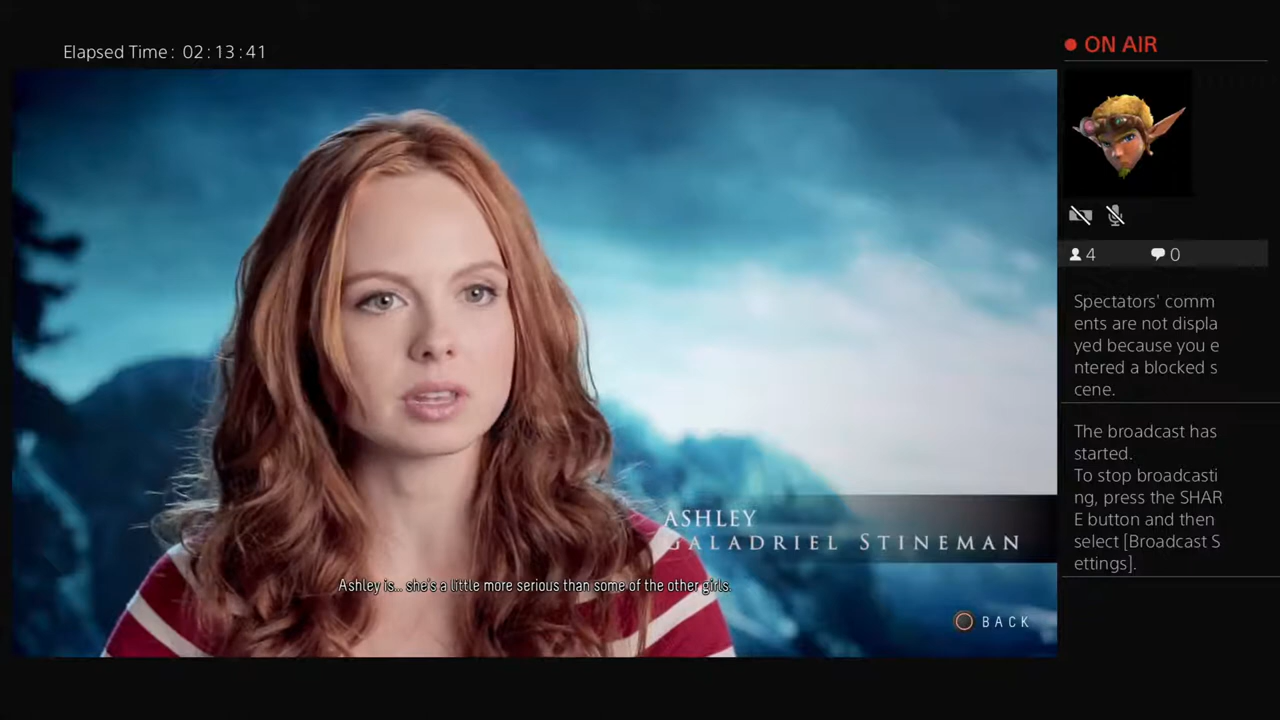 Elapsed Time: 02:13:41
ON AIR
4
0
Spectators' comm
ents are not displa
yed because you e
ntered a blocked s
cene.
The broadcast has
started.
To stop broadcasti
ng, press the SHAR
E button and then
select [Broadcast S
ettings].
ASHLEY
GALADRIEL STINEMAN
Ashley is... she's a little more serious than some of the other girls.
BACK